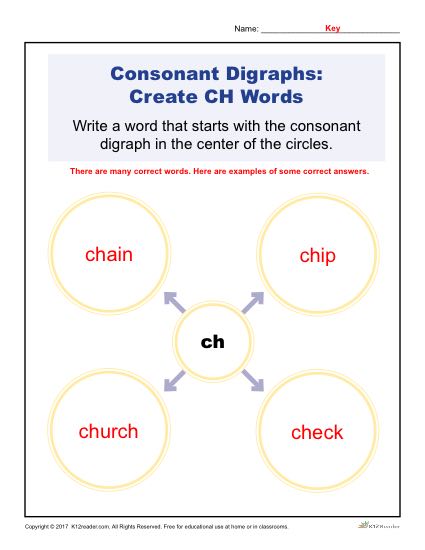 Name: Key
Consonant Digraphs:
Create CH Words
Write a word that starts with the consonant
digraph in the center of the circles.
There are many correct words. Here are examples of some correct answers.
chain
chip
ch
church
check
Copyright © 2017 K12reader.com. All Rights Reserved. Free for educational use at home or in classrooms.
K12Reader